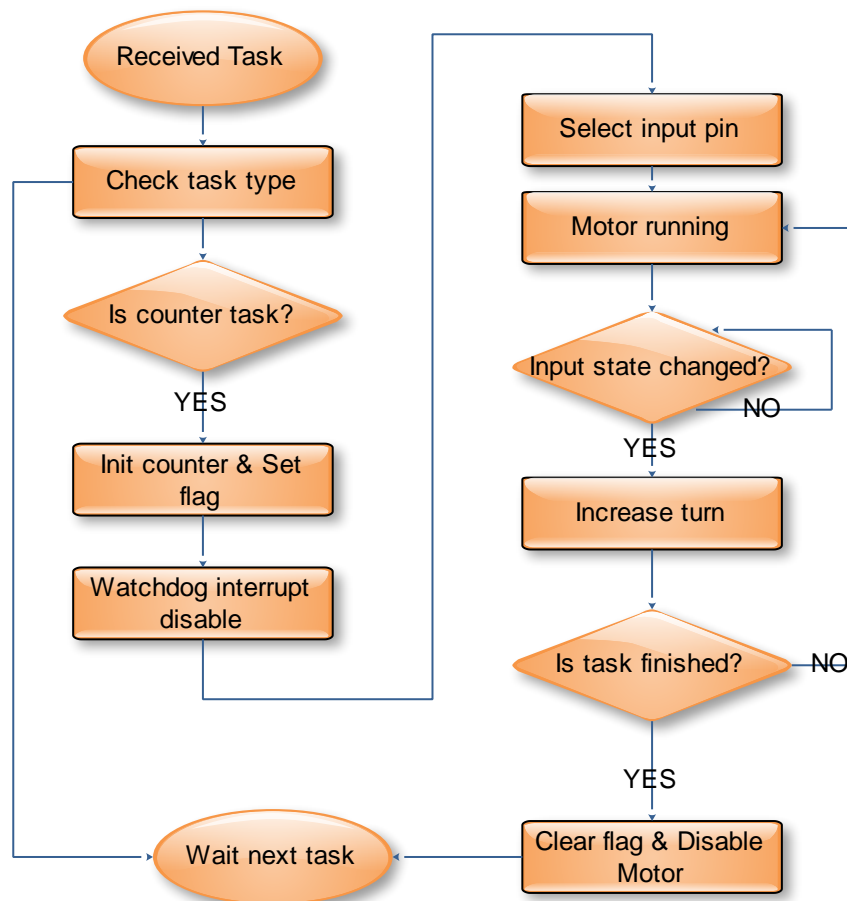 Received Task
Check task type
Is counter task?
YES
Init counter & Set
flag
Watchdog interrupt
disable
Select input pin
Motor running
Input state changed?
NO
YES
Increase turn
Is task finished?
NO
YES
Clear flag & Disable
Motor
Wait next task